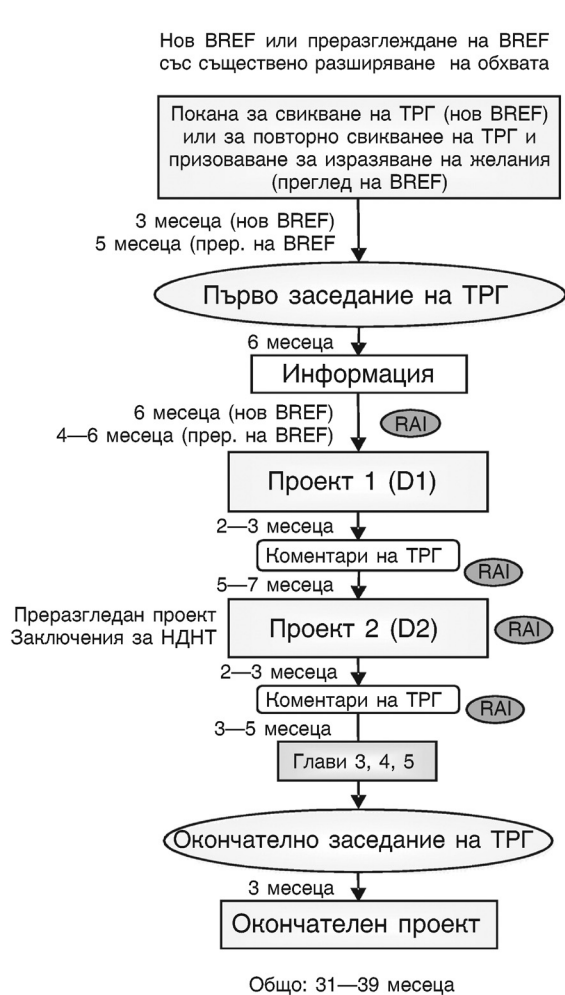 Нов BREF или преразглеждане на BREF
със съществено разширяване на обхвата
Покана за свикване на ТРГ (нов BREF)
или за повторно свикванее на ТРГ и
призоваване за изразяване на желания
(преглед на BREF)
3 месеца (нов BREF)
5 месеца (прер. на BREF
Първо заседание на ТРГ
6 месеца
Информация
6 месеца (нов BREF)
4—6 месеца (прер. на BREF)
RAI
Проект 1 (D1)
2—3 месеца
Коментари на ТРГ
RAI
5—7 месеца
Преразгледан проект
Заключения за НДНТ
Проект 2 (D2)
RAI
2—3 месеца
Коментари на ТРГ
RAI
3—5 месеца
Глави 3, 4, 5
Окончателно заседание на ТРГ
3 месеца
Окончателен проект
Общо: 31—39 месеца